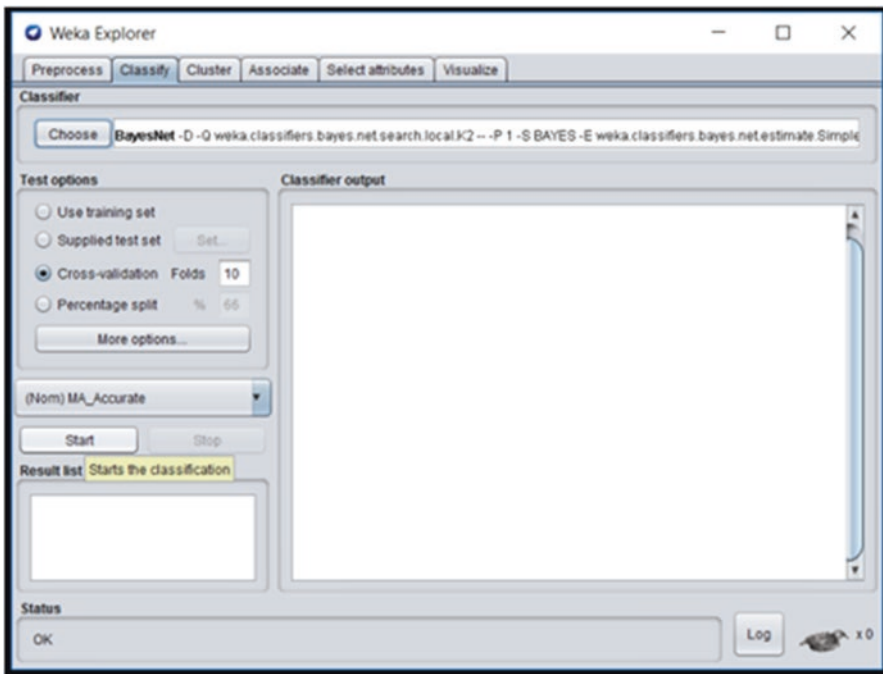 Weka Explorer
Preprocess Classify Cluster Associate Select attributes Visualize
Classifier
Choose BayesNet -D -Q weka.classifiers.bayes.net.search.local.K2 -- -P 1 -S BAYES -E weka.classifiers.bayes.net.estimate.Simple
Test options
Use training set
Supplied test set Set...
Cross-validation Folds 10
Percentage split % 66
More options...
(Nom) MA_Accurate
Start Stop
Result list Starts the classification
Classifier output
Status
OK
Log x 0